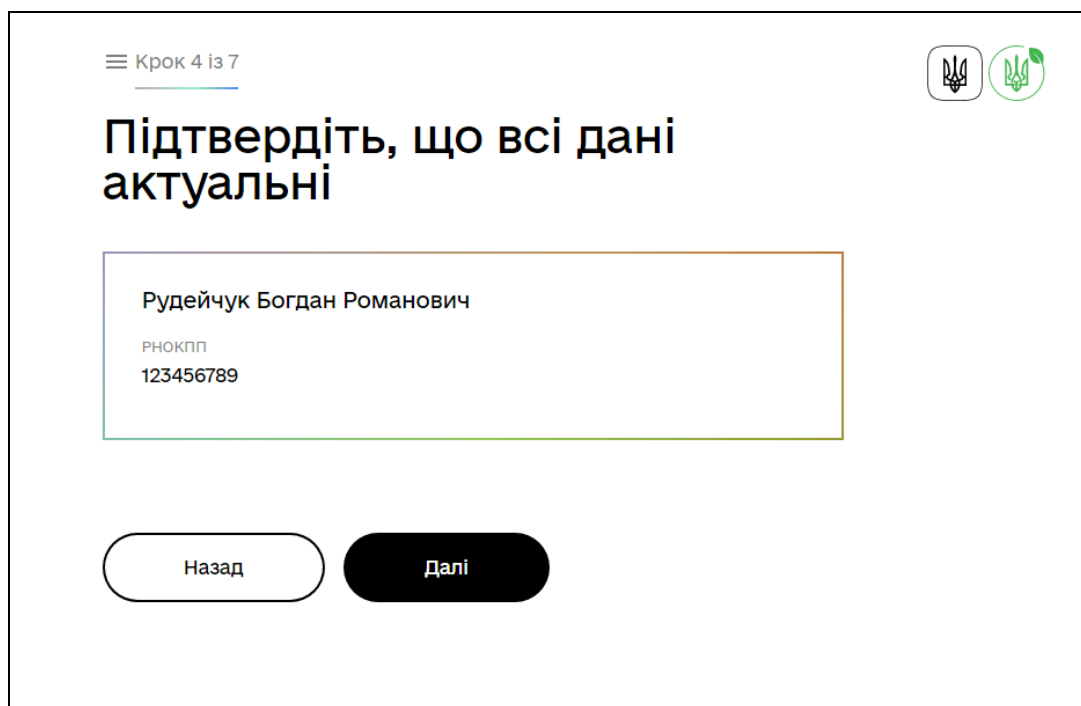 Крок 4 із 7
Підтвердіть, що всі дані
актуальні
Рудейчук Богдан Романович
РНОКПП
123456789
Назад
Далі